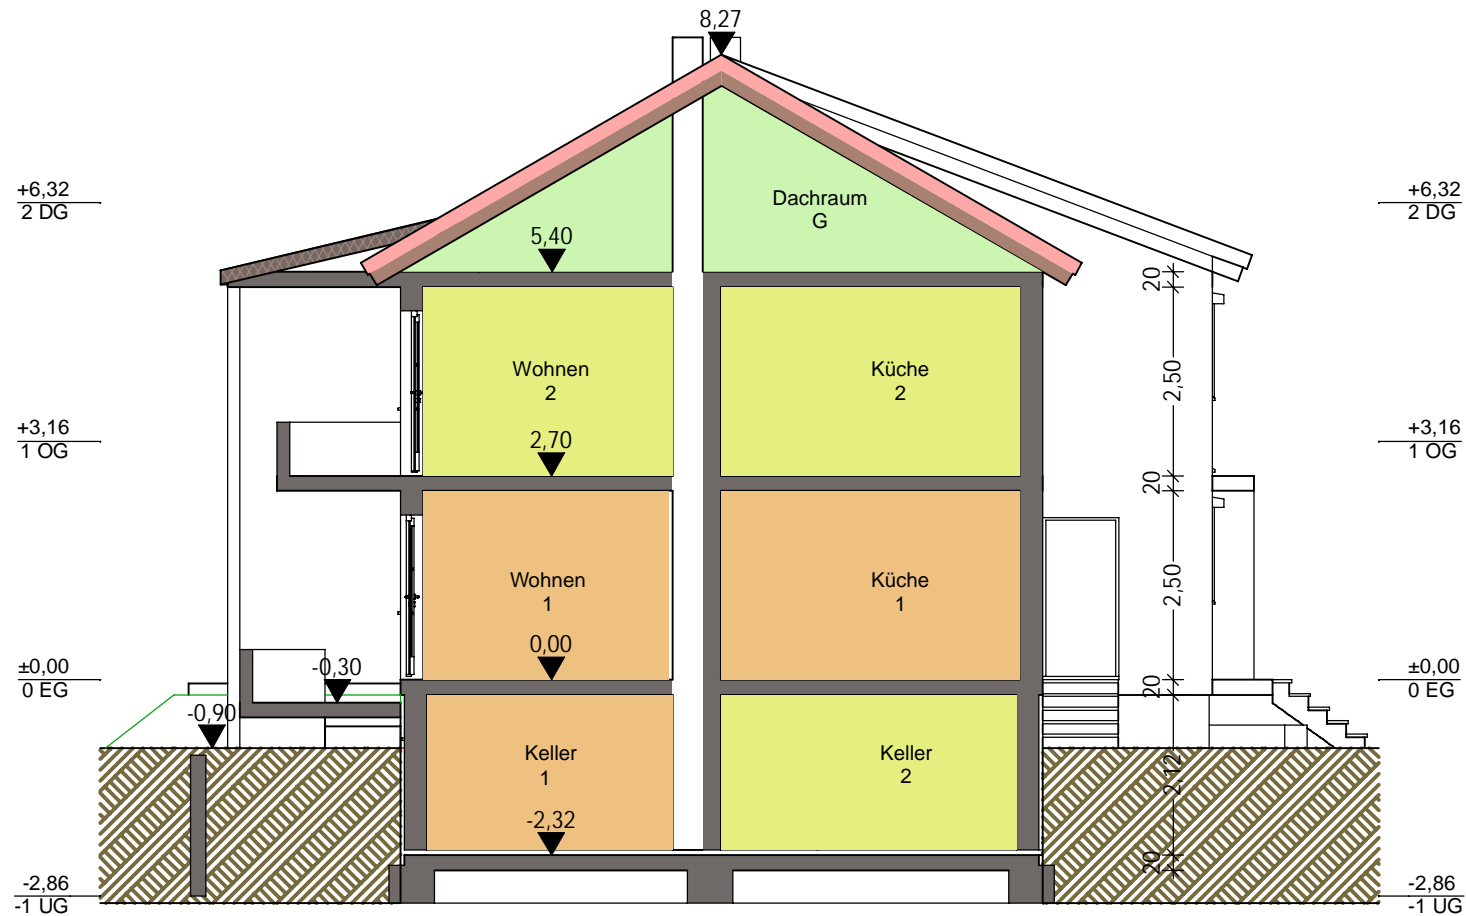 8,27
+6,32
2 DG
Dachraum
G
+6,32
2 DG
5,40
20
Wohnen
2
Küche
2
2,50
+3,16
1 OG
2,70
+3,16
1 OG
20
Wohnen
1
Küche
1
2,50
0,00
±0,00
0 EG
-0,30
20
±0,00
0 EG
-0,90
Keller
1
Keller
2
2,12
-2,32
20
-2,86
-1 UG
-2,86
-1 UG